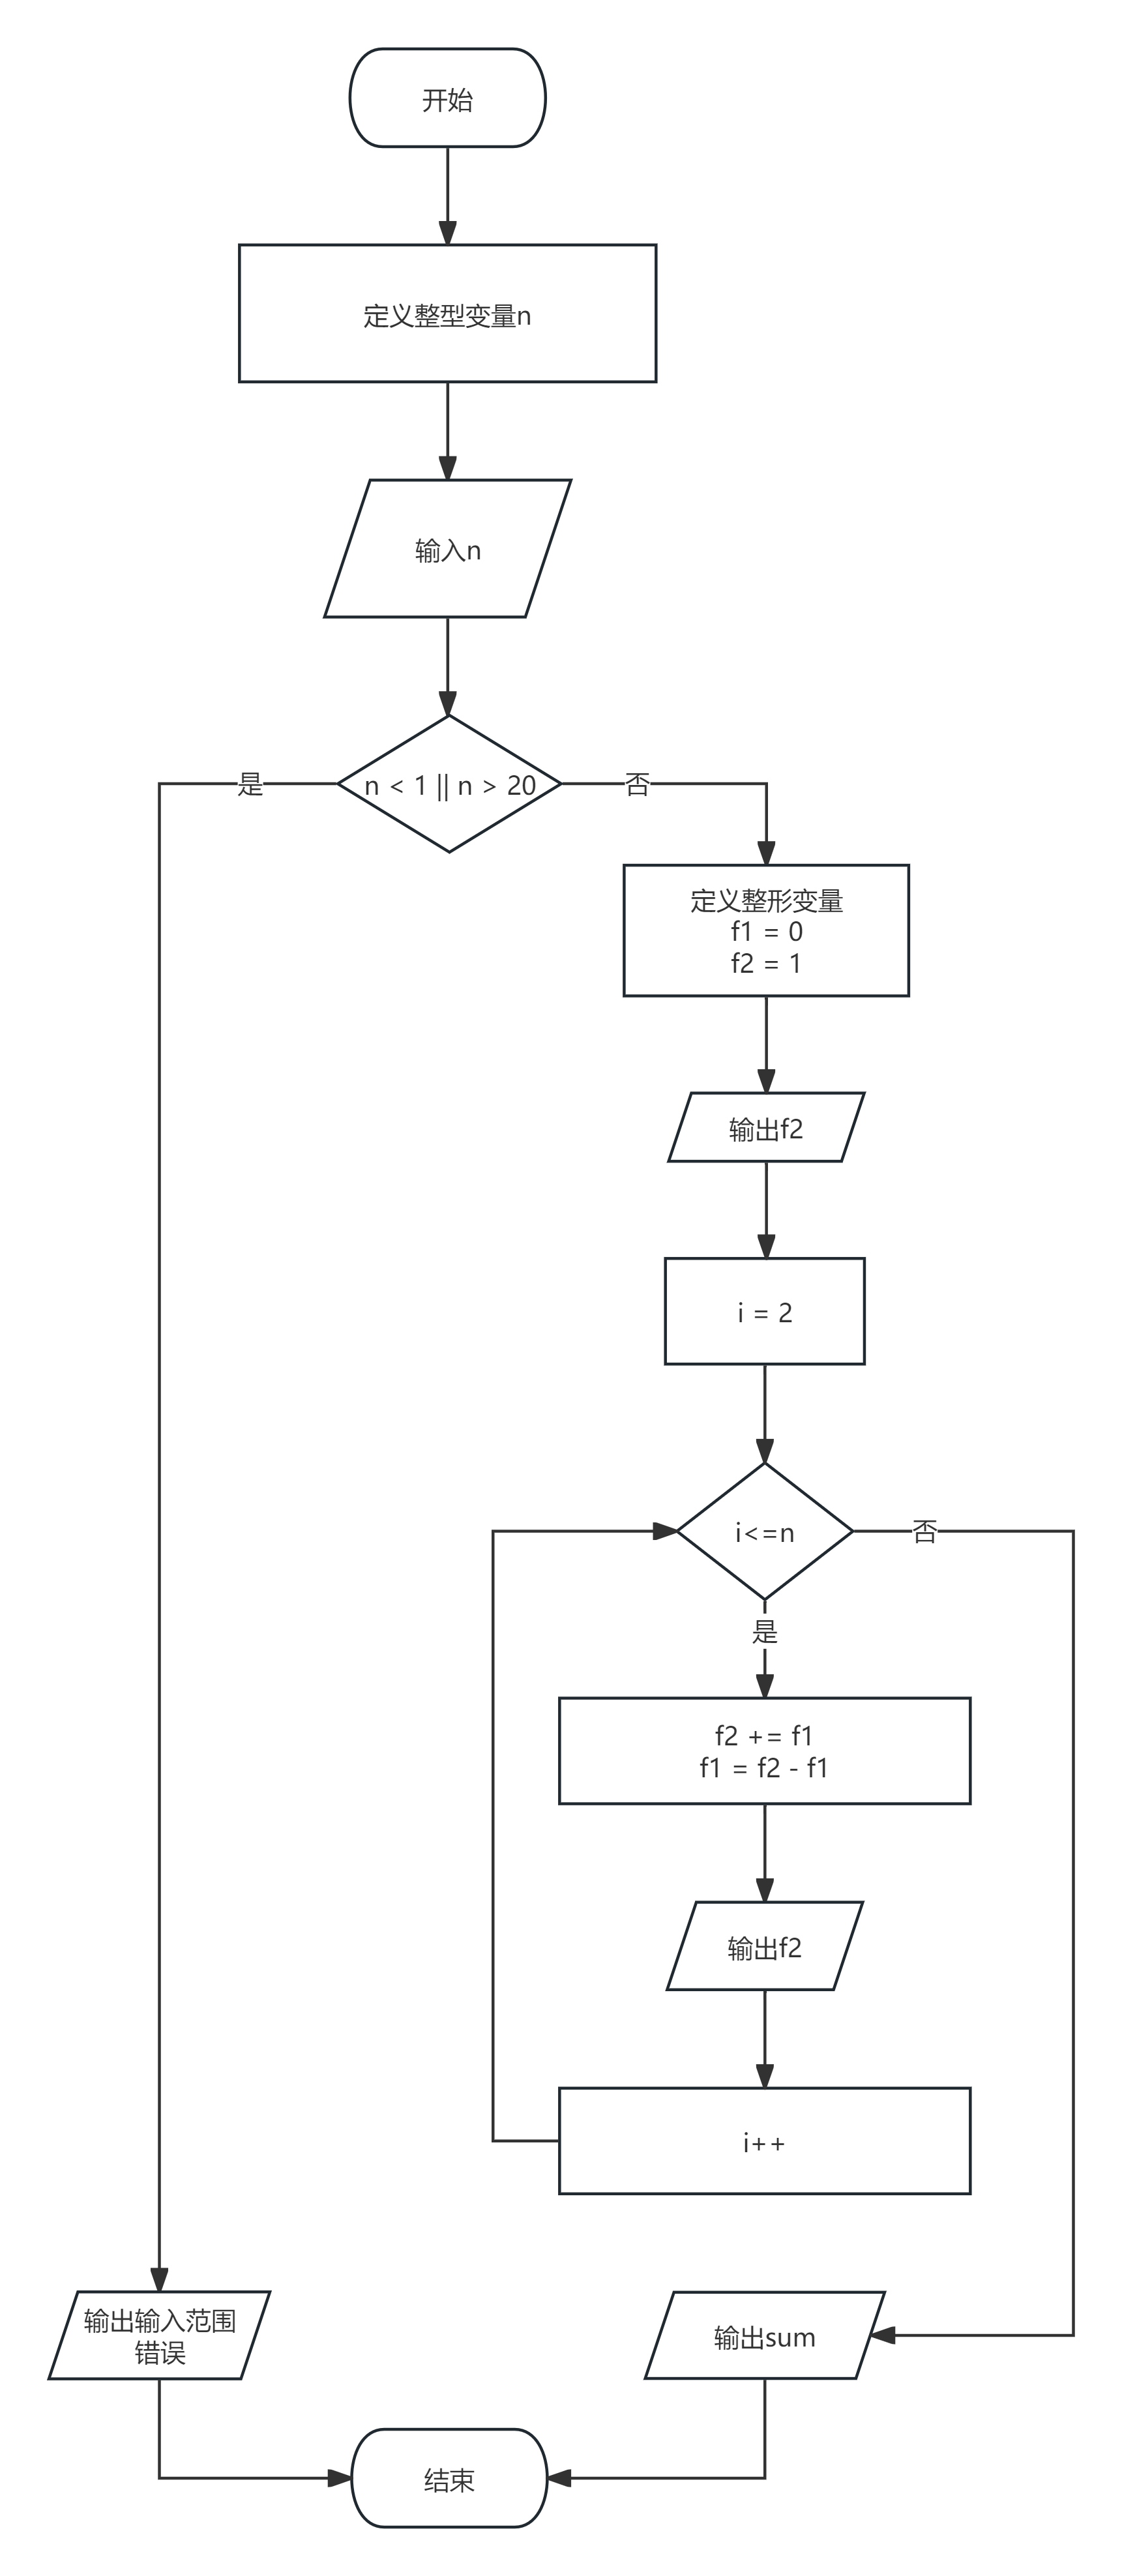 开始
定义整型变量n
输入n
n < 1 || n > 20
是
否
定义整形变量
f1 = 0
f2 = 1
输出f2
i = 2
i<=n
否
是
f2 += f1
f1 = f2 - f1
输出f2
i++
输出输入范围
错误
输出sum
结束